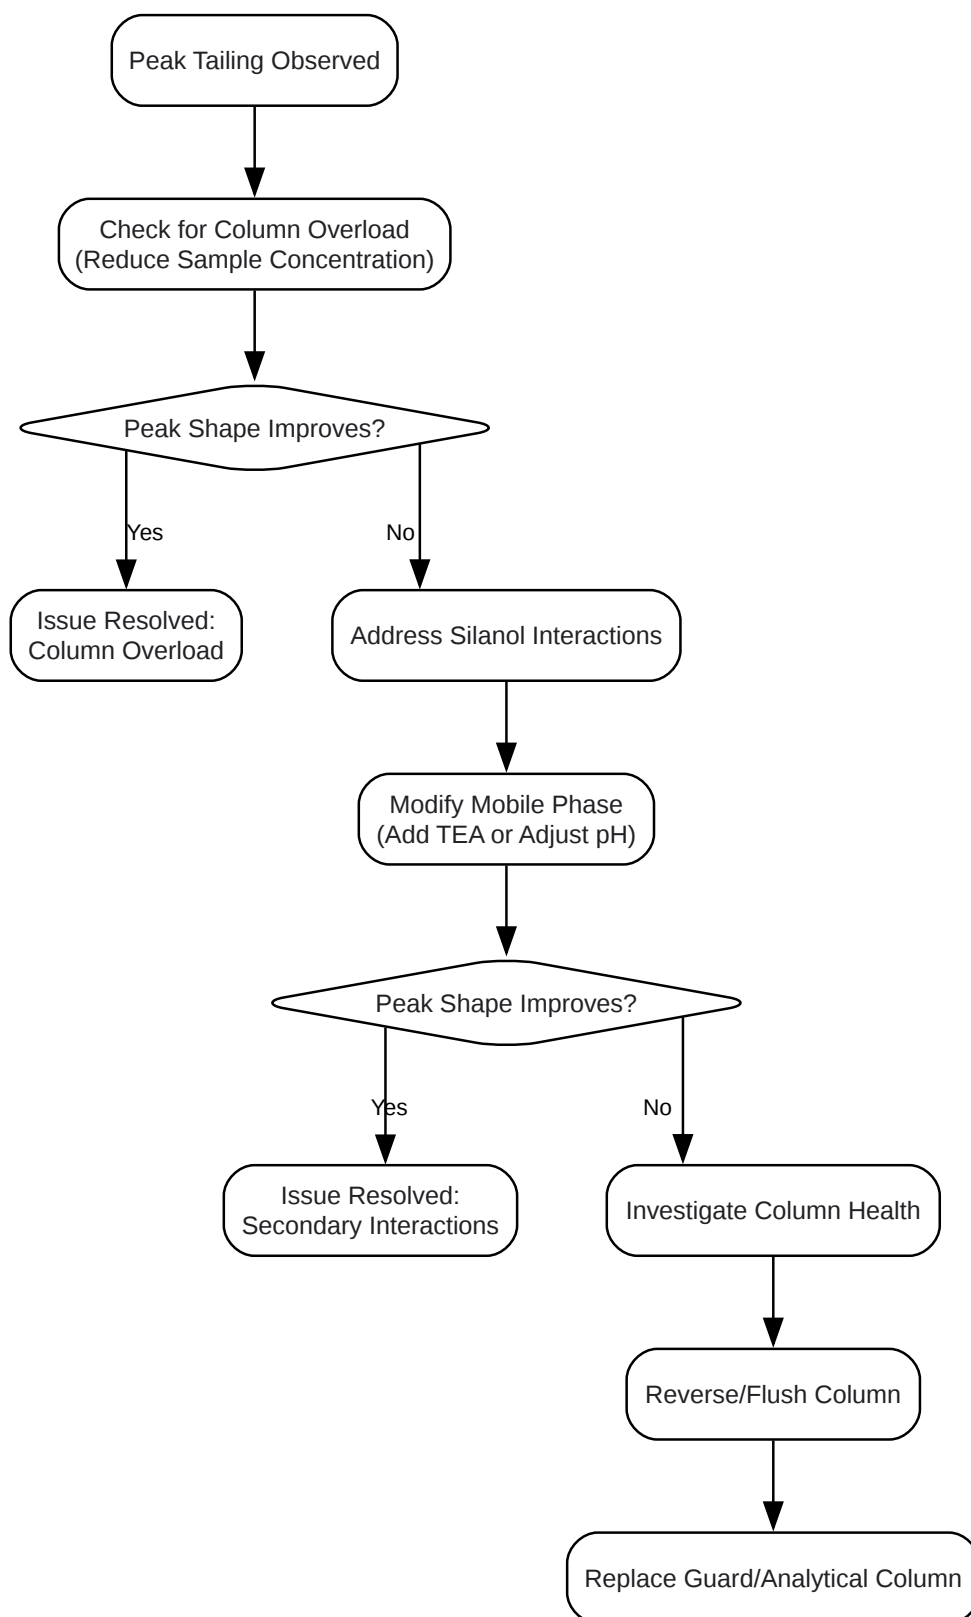 Peak Tailing Observed
Check for Column Overload
(Reduce Sample Concentration)
Peak Shape Improves?
Yes
No
Issue Resolved:
Column Overload
Address Silanol Interactions
Modify Mobile Phase
(Add TEA or Adjust pH)
Peak Shape Improves?
Yes
No
Issue Resolved:
Secondary Interactions
Investigate Column Health
Reverse/Flush Column
Replace Guard/Analytical Column